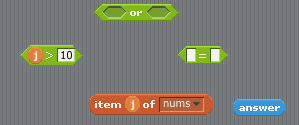 or
j > 10
=
item j of nums
answer